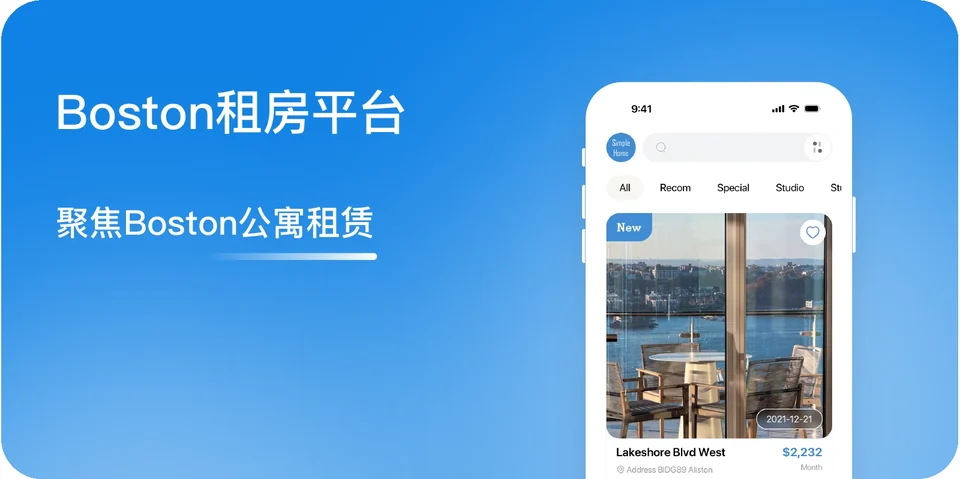 Boston租房平台
聚焦Boston公寓租赁
9:41
Simple
Home
All Recom Special Studio Stu
New
2021-12-21
Lakeshore Blvd West $2,232
Address BIDG89 Aliston Month